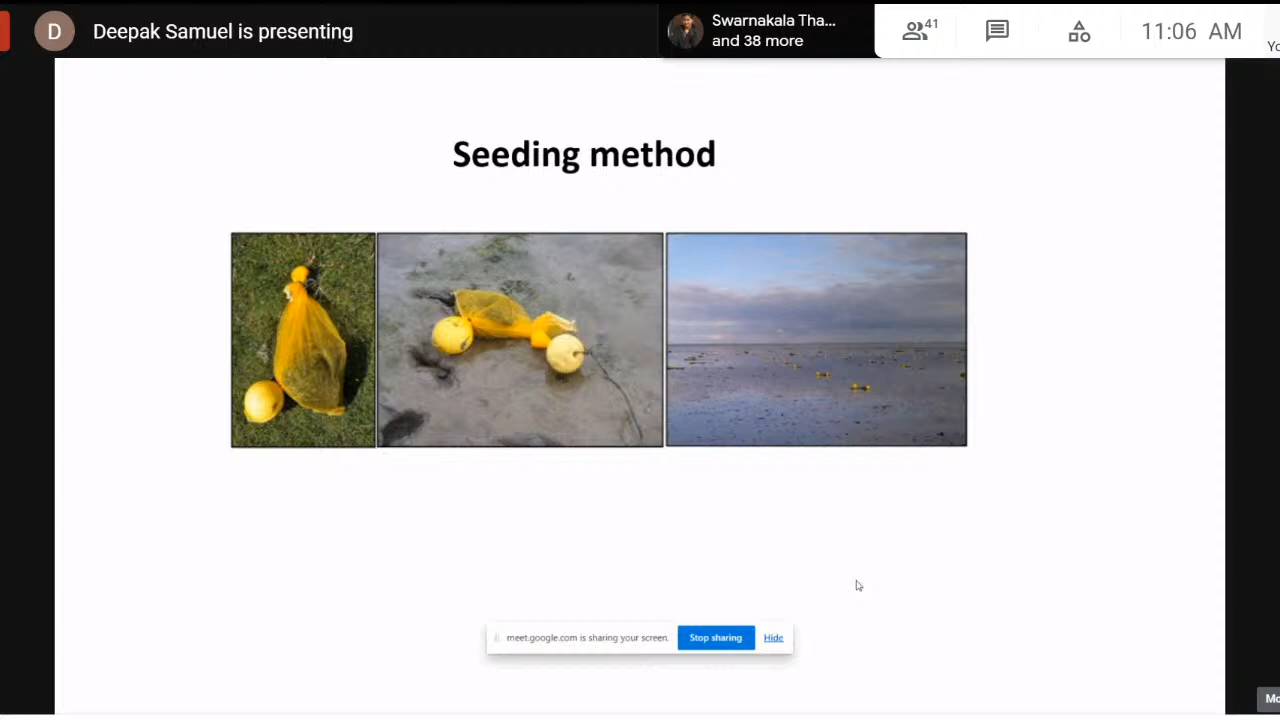 D
Deepak Samuel is presenting
Swarnakala Tha...
and 38 more
41
11:06 AM
Seeding method
meet.google.com is sharing your screen.
Stop sharing
Hide